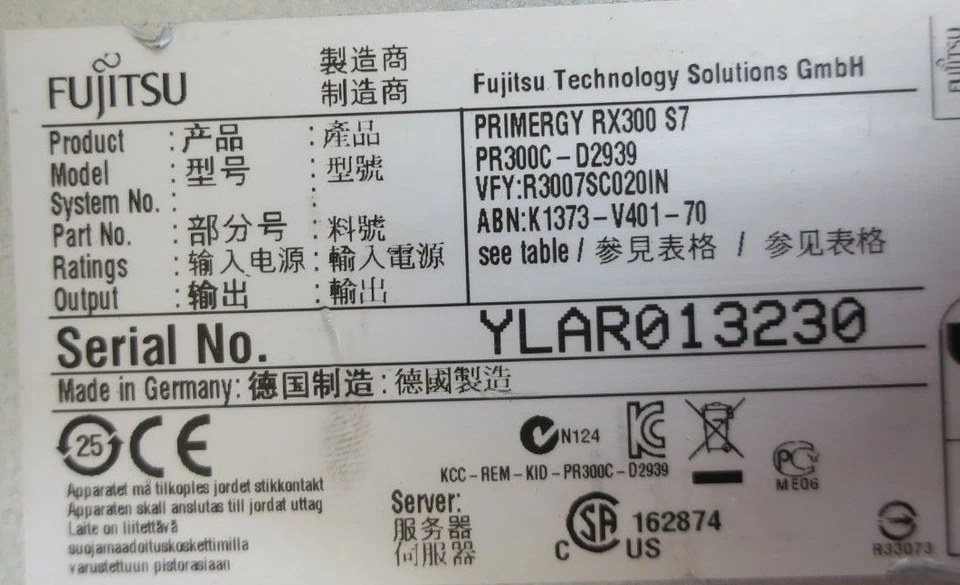 FUJITSU 製造商 制造商 Fujitsu Technology Solutions GmbH
Product : 产品 : 產品 PRIMERGY RX300 S7
Model : 型号 : 型號 PR300C-D2939
System No. : : VFY:R3007SC020IN
Part No. : 部分号 : 料號 ABN:K1373-V401-70
Ratings : 输入电源 : 輸入電源 see table / 參見表格 / 参见表格
Output : 输出 : 輸出
Serial No. YLAR013230
Made in Germany: 德国制造 : 德國製造
25 CE N124 KC
KCC-REM-KID-PR300C-D2939
PC
ME06
Apparatet må tilkoples jordet stikkontakt
Apparaten skall anslutas till jordat uttag
Laite on liitettävä
suojamaadoituskoskettimilla
varustettuun pistorasiaan
Server:
服务器
伺服器
C SA US 162874
R33073
FUJITSU